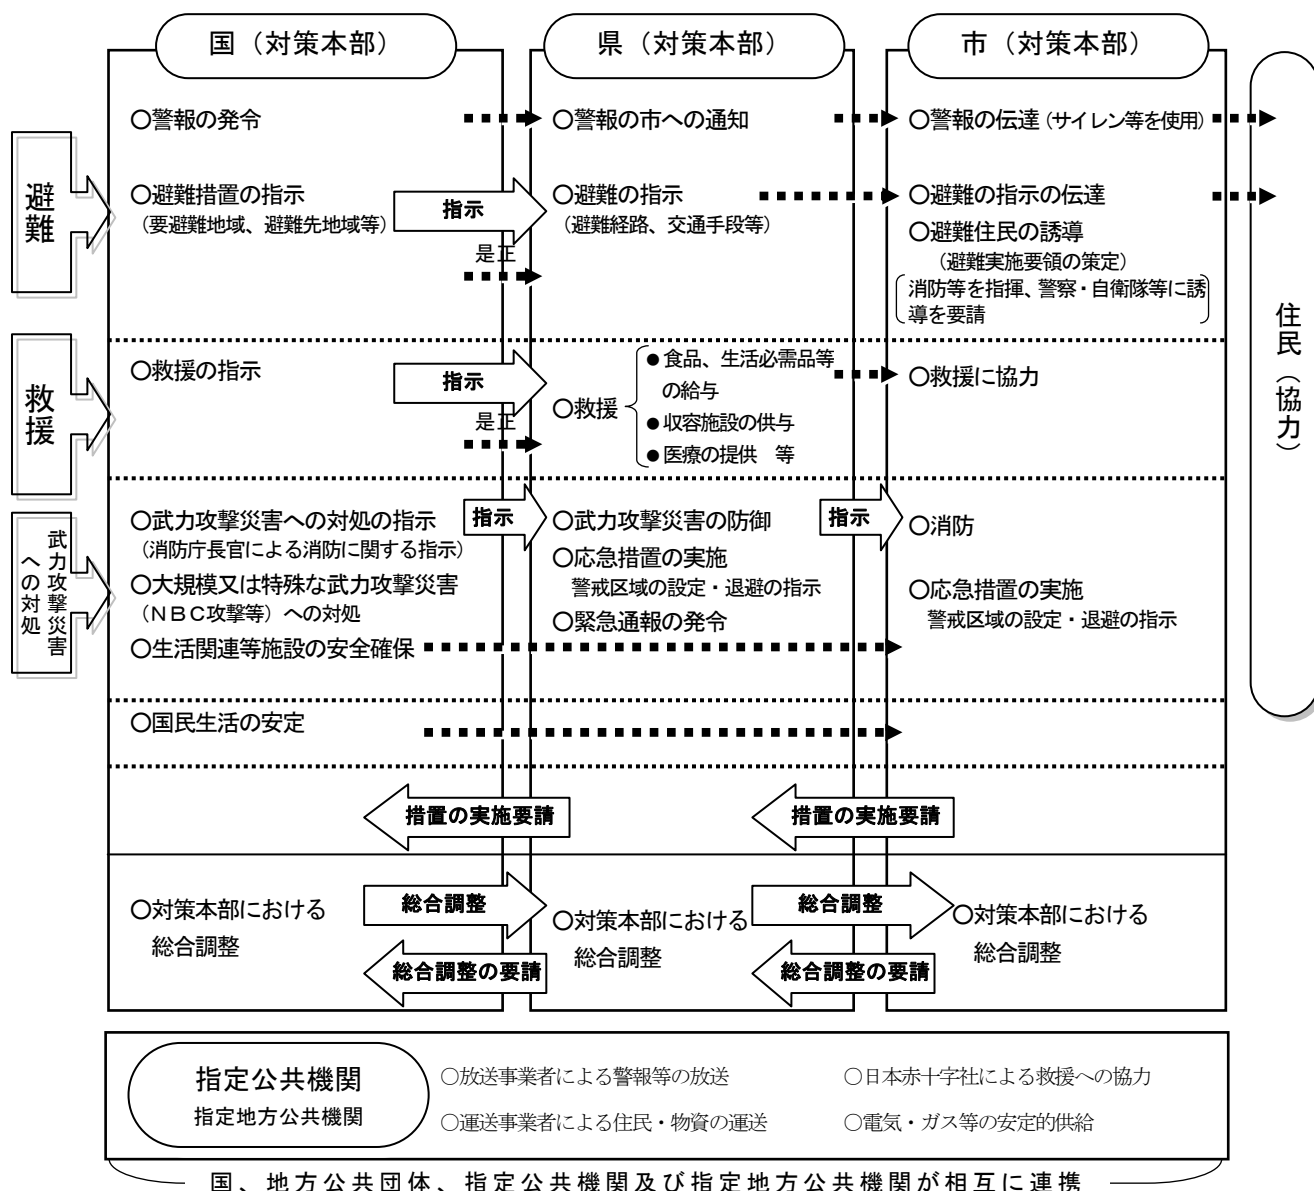 国（対策本部）
県（対策本部）
市（対策本部）
避難
○警報の発令
○警報の市への通知
○警報の伝達（サイレン等を使用）
○避難措置の指示
（要避難地域、避難先地域等）
指示
是正
○避難の指示
（避難経路、交通手段等）
○避難の指示の伝達
○避難住民の誘導
（避難実施要領の策定）
消防等を指揮、警察・自衛隊等に誘
導を要請
住民（協力）
救援
○救援の指示
指示
是正
○救援
●食品、生活必需品等
の給与
●収容施設の供与
●医療の提供　等
○救援に協力
武力攻撃災害
への対処
○武力攻撃災害への対処の指示
（消防庁長官による消防に関する指示）
○大規模又は特殊な武力攻撃災害
（ＮＢＣ攻撃等）への対処
○生活関連等施設の安全確保
指示
○武力攻撃災害の防御
○応急措置の実施
警戒区域の設定・退避の指示
○緊急通報の発令
指示
○消防
○応急措置の実施
警戒区域の設定・退避の指示
○国民生活の安定
措置の実施要請
措置の実施要請
○対策本部における
総合調整
総合調整
総合調整の要請
○対策本部における
総合調整
総合調整
総合調整の要請
○対策本部における
総合調整
指定公共機関
指定地方公共機関
○放送事業者による警報等の放送
○日本赤十字社による救援への協力
○運送事業者による住民・物資の運送
○電気・ガス等の安定的供給
国、地方公共団体、指定公共機関及び指定地方公共機関が相互に連携